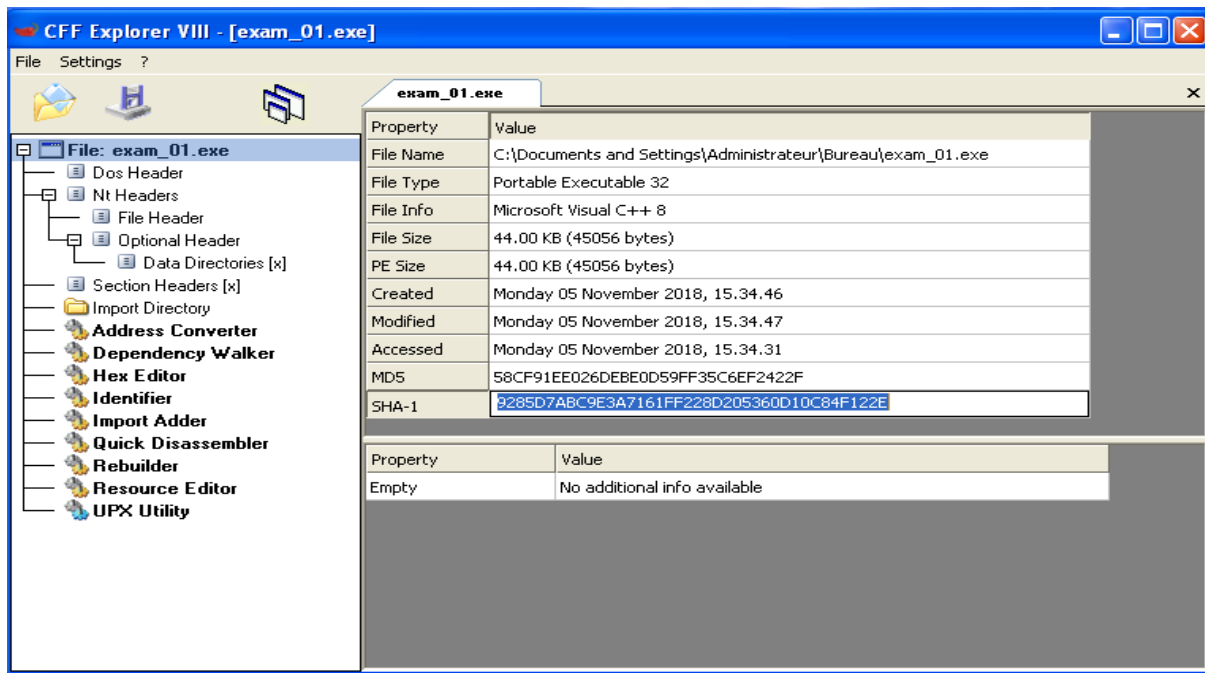 CFF Explorer VIII - [exam_01.exe]
File Settings ?
File: exam_01.exe
Dos Header
Nt Headers
File Header
Optional Header
Data Directories [x]
Section Headers [x]
Import Directory
Address Converter
Dependency Walker
Hex Editor
Identifier
Import Adder
Quick Disassembler
Rebuilder
Resource Editor
UPX Utility
exam_01.exe
Property Value
File Name C:\Documents and Settings\Administrateur\Bureau\exam_01.exe
File Type Portable Executable 32
File Info Microsoft Visual C++ 8
File Size 44.00 KB (45056 bytes)
PE Size 44.00 KB (45056 bytes)
Created Monday 05 November 2018, 15.34.46
Modified Monday 05 November 2018, 15.34.47
Accessed Monday 05 November 2018, 15.34.31
MD5 58CF91EE026DEBE0D59FF35C6EF2422F
SHA-1 9285D7ABC9E3A7161FF228D205360D10C84F122E
Property Value
Empty No additional info available